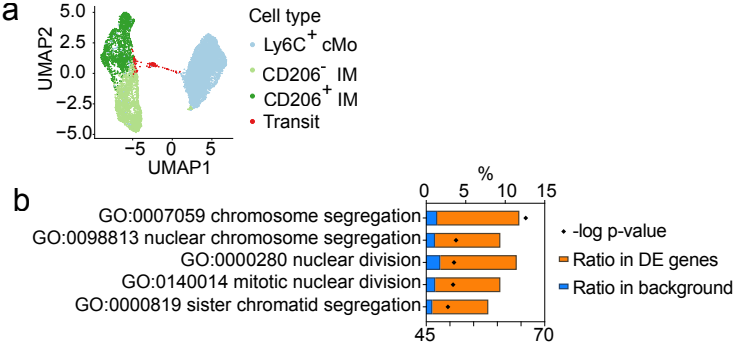 a
5.0
2.5
0.0
−2.5
−5.0
UMAP2
−5 0 5
UMAP1
Cell type
Ly6C+ cMo
CD206- IM
CD206+ IM
Transit
b
%
0 5 10 15
GO:0007059 chromosome segregation
GO:0098813 nuclear chromosome segregation
GO:0000280 nuclear division
GO:0140014 mitotic nuclear division
GO:0000819 sister chromatid segregation
45 70
-log p-value
Ratio in DE genes
Ratio in background